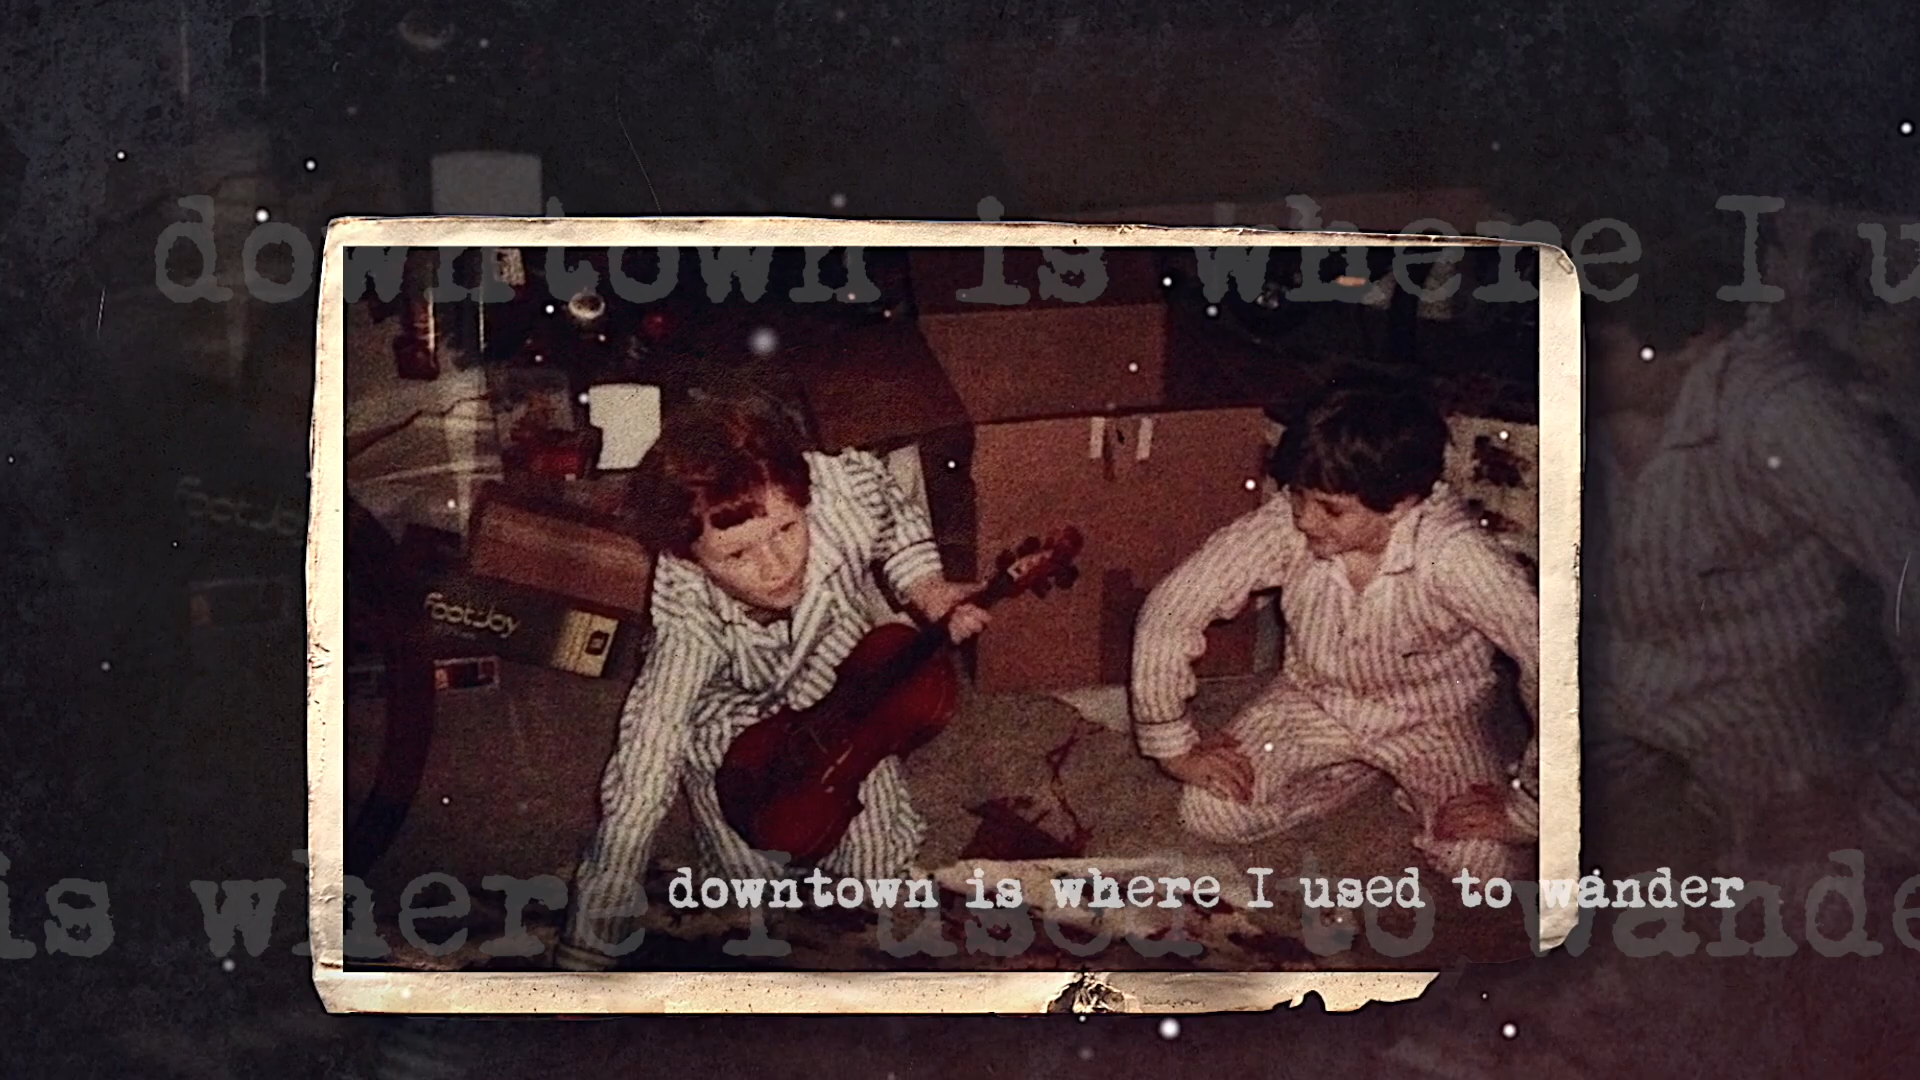 downtown is where I u
FootJoy
downtown is where I used to wander
is where I used to wande